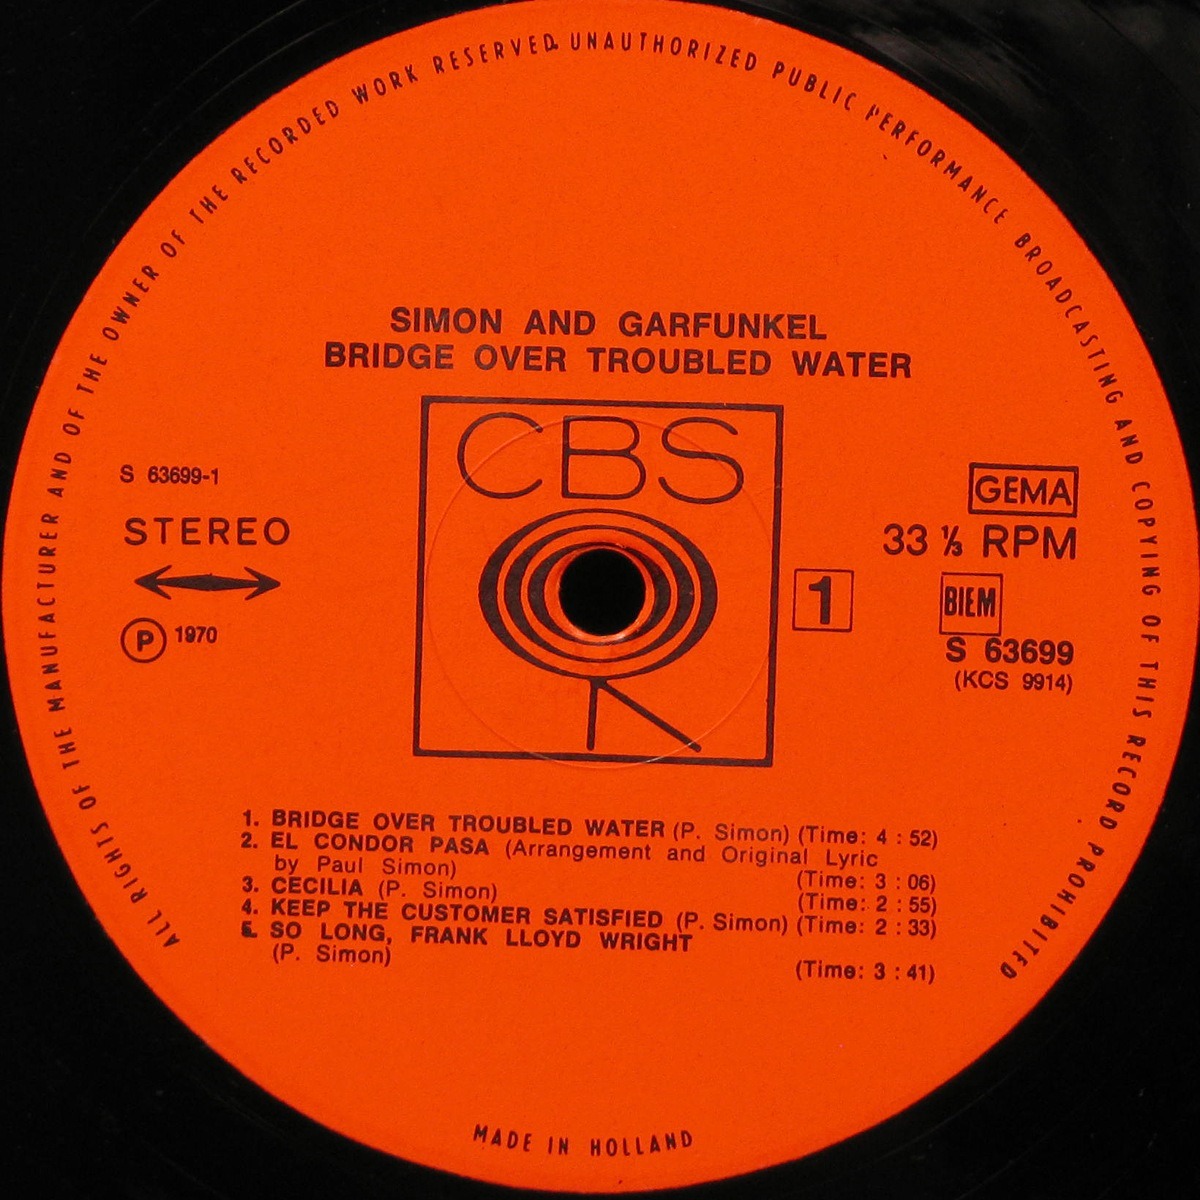 ALL RIGHTS OF THE MANUFACTURER AND OF THE OWNER OF THE RECORDED WORK RESERVED. UNAUTHORIZED PUBLIC PERFORMANCE BROADCASTING AND COPYING OF THIS RECORD PROHIBITED
SIMON AND GARFUNKEL
BRIDGE OVER TROUBLED WATER
CBS
S 63699-1
STEREO
P 1970
1
GEMA
33 ⅓ RPM
BIEM
S 63699
(KCS 9914)
1. BRIDGE OVER TROUBLED WATER (P. Simon) (Time: 4 : 52)
2. EL CONDOR PASA (Arrangement and Original Lyric
by Paul Simon) (Time: 3 : 06)
3. CECILIA (P. Simon) (Time: 2 : 55)
4. KEEP THE CUSTOMER SATISFIED (P. Simon) (Time: 2 : 33)
5. SO LONG, FRANK LLOYD WRIGHT
(P. Simon) (Time: 3 : 41)
MADE IN HOLLAND